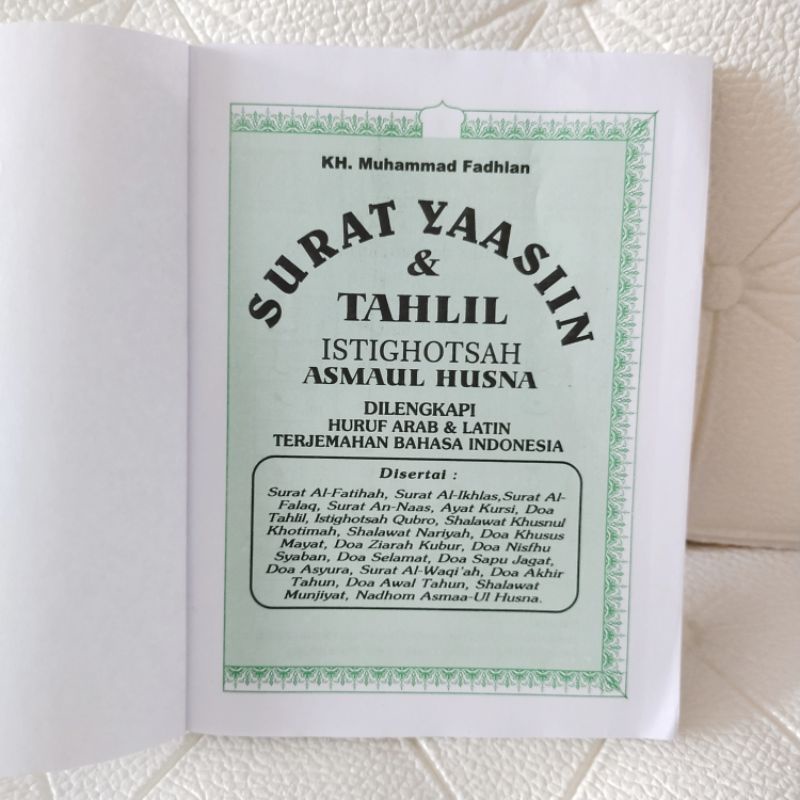 KH. Muhammad Fadhlan
SURAT YAASIIN
&
TAHLIL
ISTIGHOTSAH
ASMAUL HUSNA
DILENGKAPI
HURUF ARAB & LATIN
TERJEMAHAN BAHASA INDONESIA
Disertai :
Surat Al-Fatihah, Surat Al-Ikhlas,Surat Al-
Falaq, Surat An-Naas, Ayat Kursi, Doa
Tahlil, Istighotsah Qubro, Shalawat Khusnul
Khotimah, Shalawat Nariyah, Doa Khusus
Mayat, Doa Ziarah Kubur, Doa Nisfhu
Syaban, Doa Selamat, Doa Sapu Jagat,
Doa Asyura, Surat Al-Waqi'ah, Doa Akhir
Tahun, Doa Awal Tahun, Shalawat
Munjiyat, Nadhom Asmaa-Ul Husna.